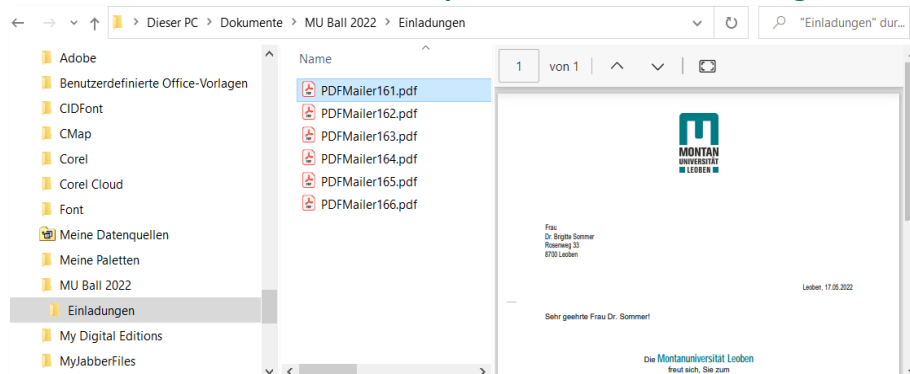 Dieser PC > Dokumente > MU Ball 2022 > Einladungen
"Einladungen" dur...
Adobe
Benutzerdefinierte Office-Vorlagen
CIDFont
CMap
Corel
Corel Cloud
Font
Meine Datenquellen
Meine Paletten
MU Ball 2022
Einladungen
My Digital Editions
MyJabberFiles
Name
PDFMailer161.pdf
PDFMailer162.pdf
PDFMailer163.pdf
PDFMailer164.pdf
PDFMailer165.pdf
PDFMailer166.pdf
1 von 1
MONTAN
UNIVERSITÄT
LEOBEN
Frau
Dr. Brigitte Sommer
Rosenweg 33
8700 Leoben
Leoben, 17.05.2022
Sehr geehrte Frau Dr. Sommer!
Die Montanuniversität Leoben
freut sich, Sie zum